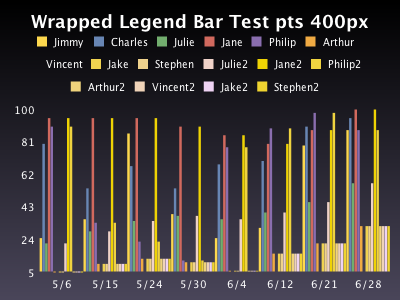 Wrapped Legend Bar Test pts 400px
Jimmy Charles Julie Jane Philip Arthur
Vincent Jake Stephen Julie2 Jane2 Philip2
Arthur2 Vincent2 Jake2 Stephen2
100
81
62
43
24
5
5/6 5/15 5/24 5/30 6/4 6/12 6/21 6/28